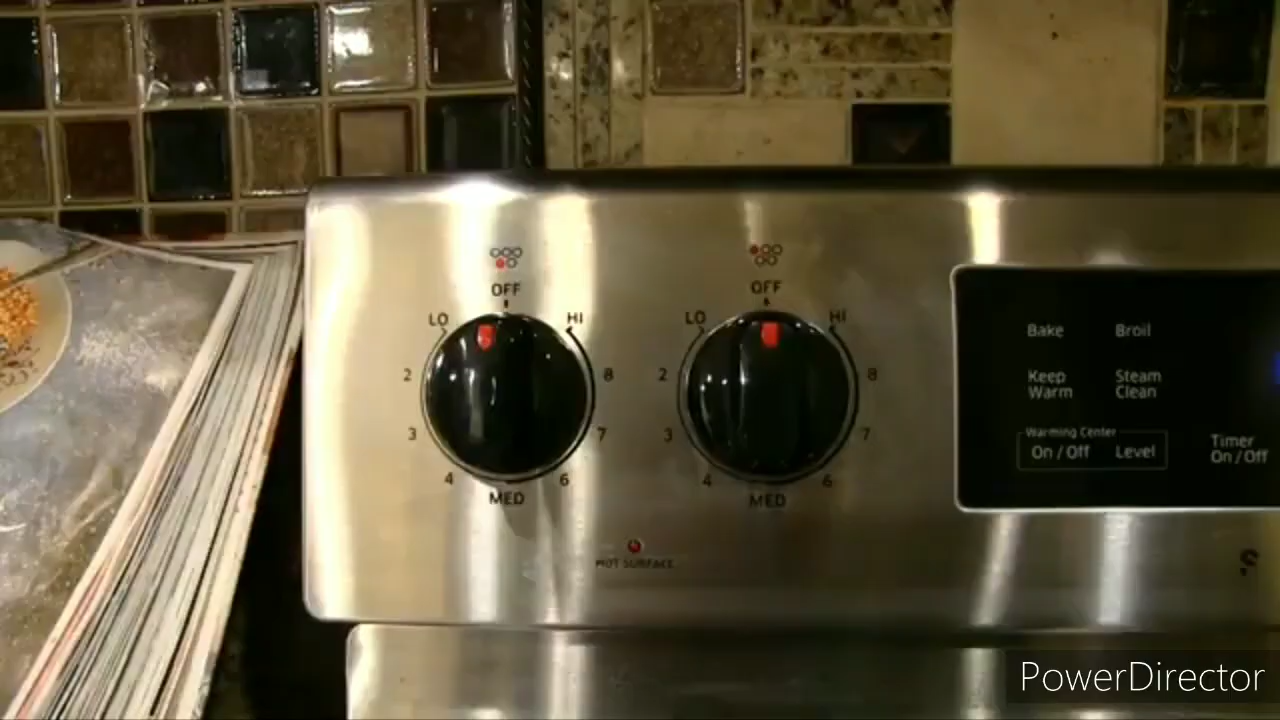 OFF
LO
HI
2
8
3
7
4
6
MED
OFF
LO
HI
2
8
3
7
4
6
MED
HOT SURFACE
Bake
Broil
Keep
Warm
Steam
Clean
Warming Center
On / Off
Level
Timer
On / Off
PowerDirector